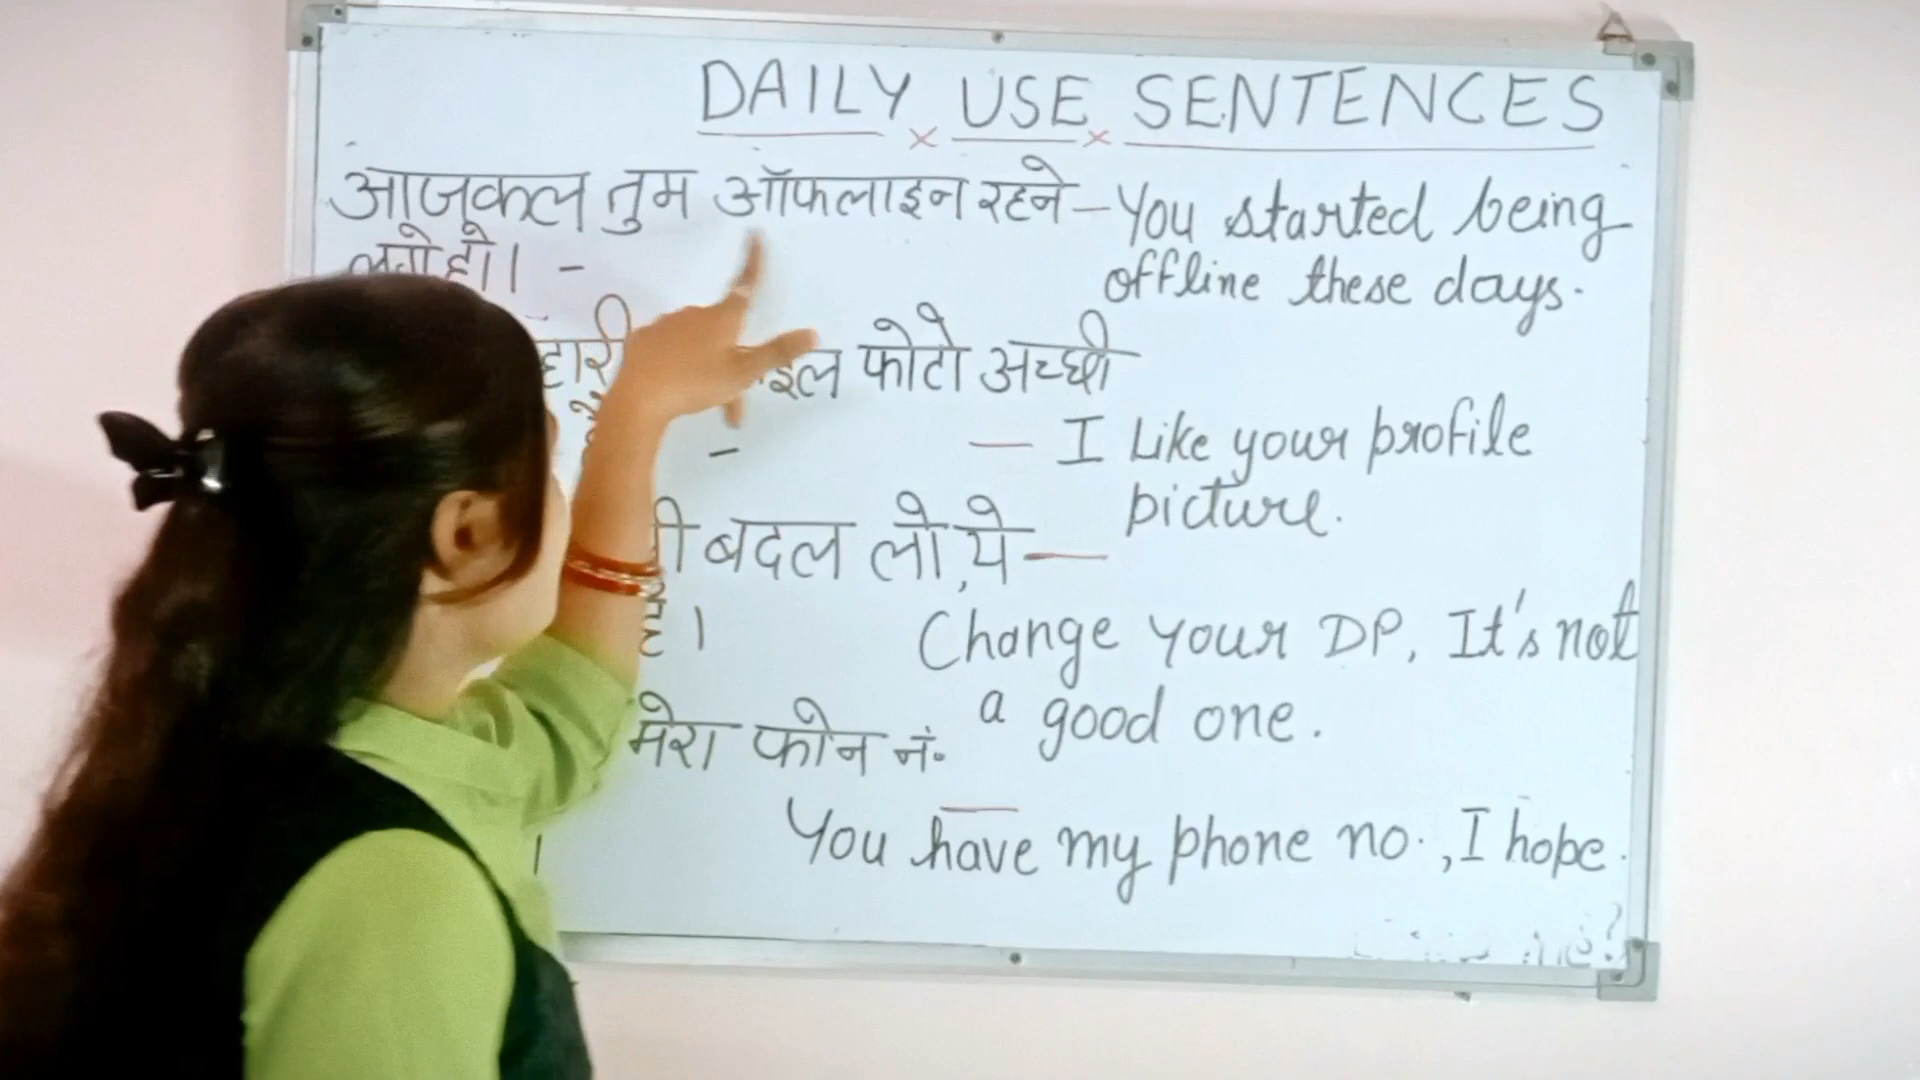 DAILY USE SENTENCES
आजकल तुम ऑफलाइन रहने — You started being
लगे हो। - offline these days.
फोटो अच्छी
- — I like your profile
picture.
बदल लो, ये —
है। Change your DP, It's not
a good one.
मेरा फोन नं.
। You have my phone no., I hope.